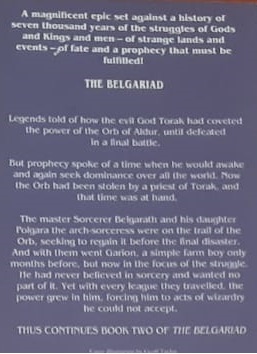 A magnificent epic set against a history of
seven thousand years of the struggles of Gods
and Kings and men – of strange lands and
events – of fate and a prophecy that must be
fulfilled!
THE BELGARIAD
Legends told of how the evil God Torak had coveted
the power of the Orb of Aldur, until defeated
in a final battle.
But prophecy spoke of a time when he would awake
and again seek dominance over all the world. Now
the Orb had been stolen by a priest of Torak, and
that time was at hand.
The master Sorcerer Belgarath and his daughter
Polgara the arch-sorceress were on the trail of the
Orb, seeking to regain it before the final disaster.
And with them went Garion, a simple farm boy only
months before, but now in the focus of the struggle.
He had never believed in sorcery and wanted no
part of it. Yet with every league they travelled, the
power grew in him, forcing him to acts of wizardry
he could not accept.
THUS CONTINUES BOOK TWO OF THE BELGARIAD